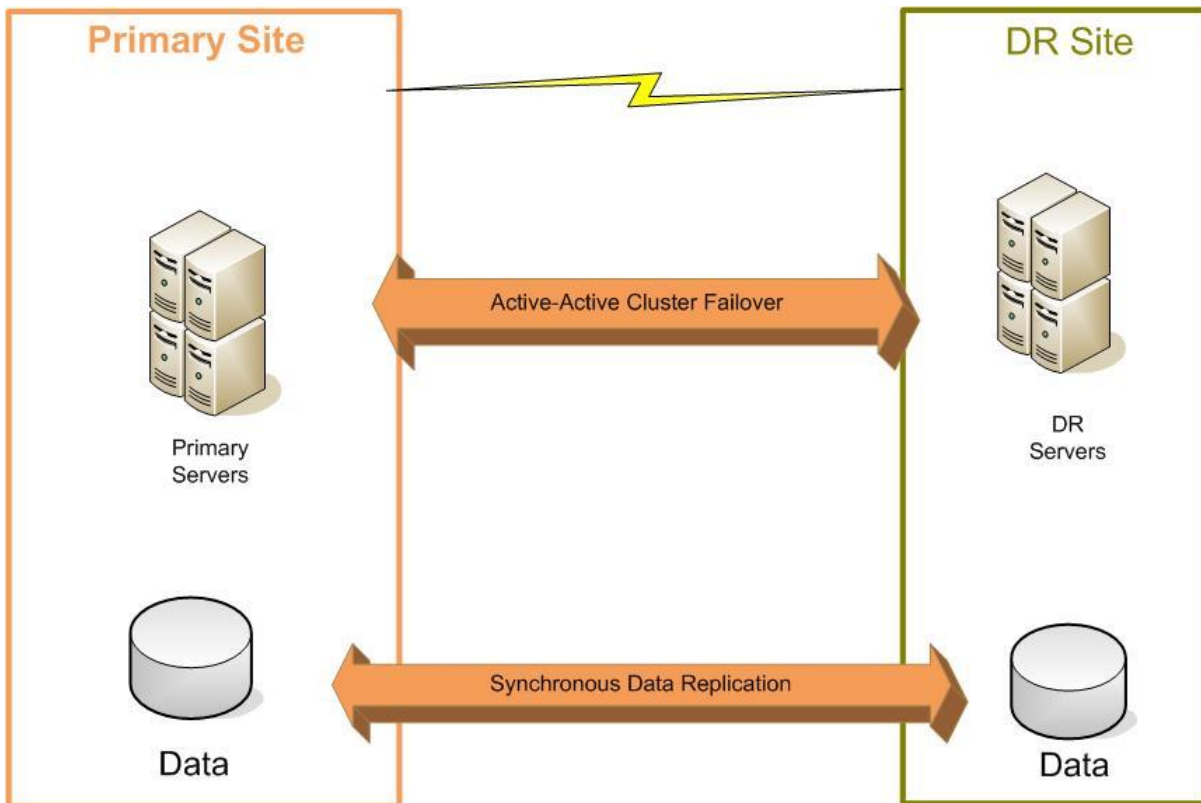 Primary Site
DR Site
Active-Active Cluster Failover
Primary
Servers
DR
Servers
Synchronous Data Replication
Data
Data